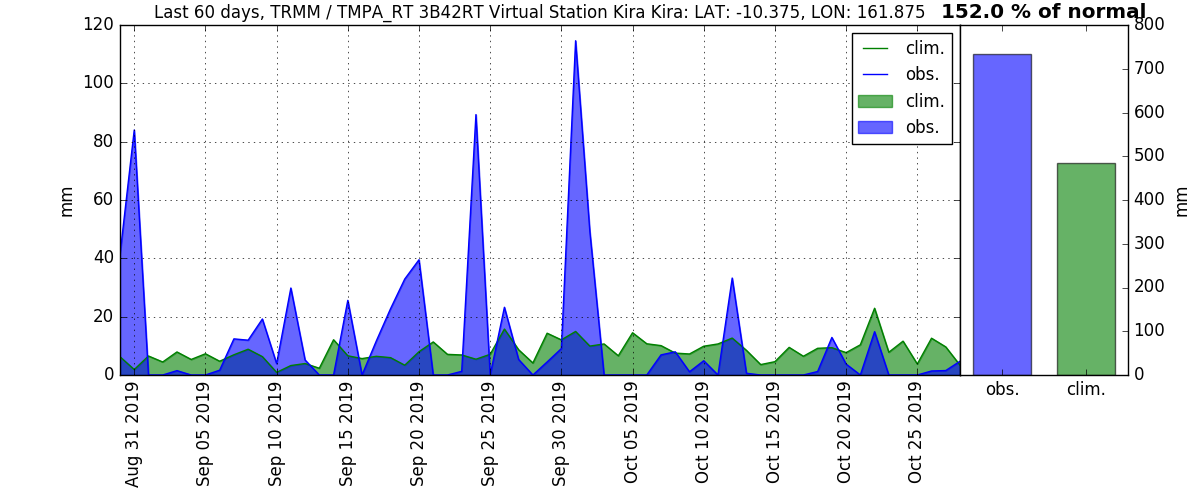 Last 60 days, TRMM / TMPA_RT 3B42RT Virtual Station Kira Kira: LAT: -10.375, LON: 161.875 152.0 % of normal
mm
120
100
80
60
40
20
0
clim.
obs.
clim.
obs.
Aug 31 2019
Sep 05 2019
Sep 10 2019
Sep 15 2019
Sep 20 2019
Sep 25 2019
Sep 30 2019
Oct 05 2019
Oct 10 2019
Oct 15 2019
Oct 20 2019
Oct 25 2019
800
700
600
500
400
300
200
100
0
mm
obs.
clim.